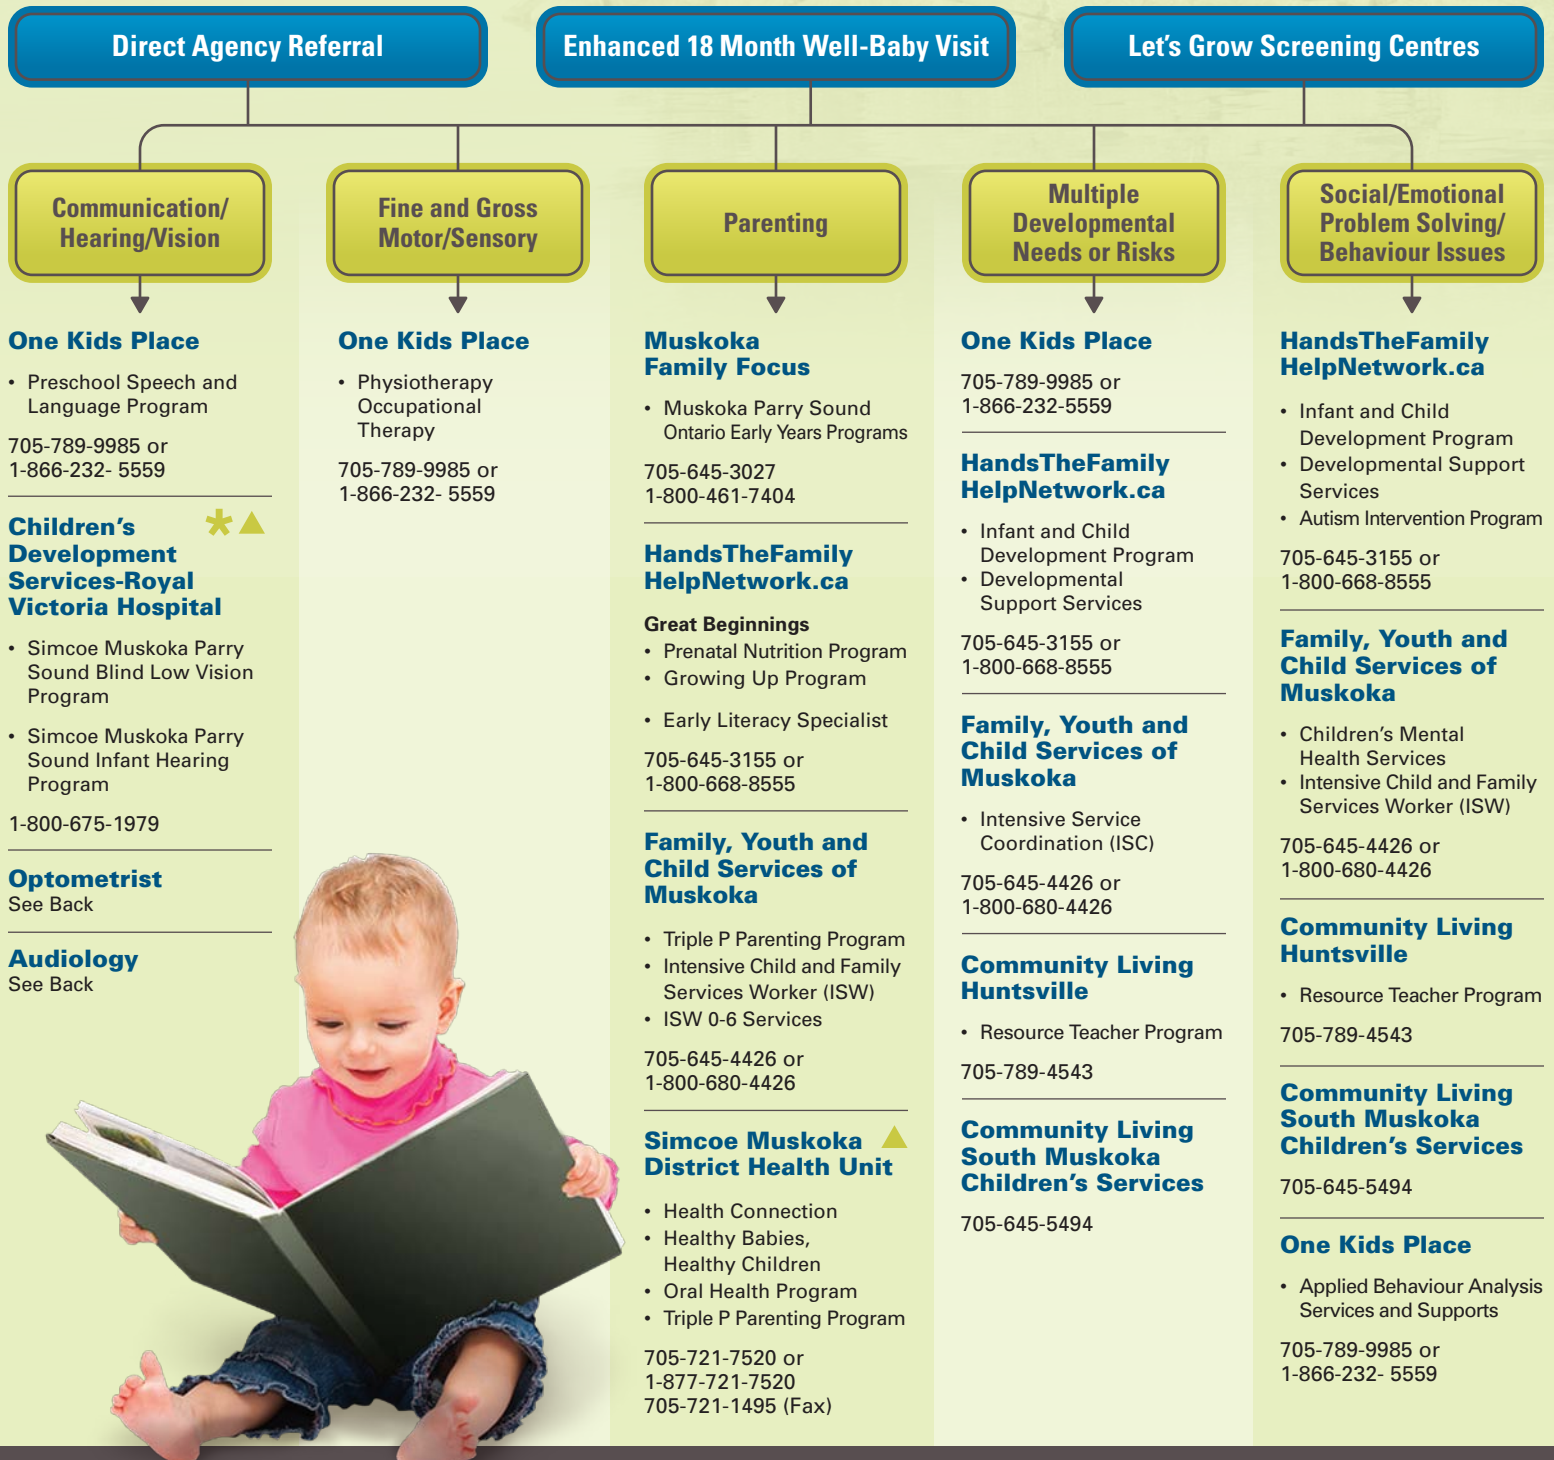 Direct Agency Referral
Enhanced 18 Month Well-Baby Visit
Let's Grow Screening Centres
Communication/
Hearing/Vision
Fine and Gross
Motor/Sensory
Parenting
Multiple
Developmental
Needs or Risks
Social/Emotional
Problem Solving/
Behaviour Issues
One Kids Place
• Preschool Speech and
Language Program
705-789-9985 or
1-866-232- 5559
Children's
Development
Services-Royal
Victoria Hospital
• Simcoe Muskoka Parry
Sound Blind Low Vision
Program
• Simcoe Muskoka Parry
Sound Infant Hearing
Program
1-800-675-1979
Optometrist
See Back
Audiology
See Back
One Kids Place
• Physiotherapy
Occupational
Therapy
705-789-9985 or
1-866-232- 5559
Muskoka
Family Focus
• Muskoka Parry Sound
Ontario Early Years Programs
705-645-3027
1-800-461-7404
HandsTheFamily
HelpNetwork.ca
Great Beginnings
• Prenatal Nutrition Program
• Growing Up Program
• Early Literacy Specialist
705-645-3155 or
1-800-668-8555
Family, Youth and
Child Services of
Muskoka
• Triple P Parenting Program
• Intensive Child and Family
Services Worker (ISW)
• ISW 0-6 Services
705-645-4426 or
1-800-680-4426
Simcoe Muskoka
District Health Unit
• Health Connection
• Healthy Babies,
Healthy Children
• Oral Health Program
• Triple P Parenting Program
705-721-7520 or
1-877-721-7520
705-721-1495 (Fax)
One Kids Place
705-789-9985 or
1-866-232-5559
HandsTheFamily
HelpNetwork.ca
• Infant and Child
Development Program
• Developmental
Support Services
705-645-3155 or
1-800-668-8555
Family, Youth and
Child Services of
Muskoka
• Intensive Service
Coordination (ISC)
705-645-4426 or
1-800-680-4426
Community Living
Huntsville
• Resource Teacher Program
705-789-4543
Community Living
South Muskoka
Children's Services
705-645-5494
HandsTheFamily
HelpNetwork.ca
• Infant and Child
Development Program
• Developmental Support
Services
• Autism Intervention Program
705-645-3155 or
1-800-668-8555
Family, Youth and
Child Services of
Muskoka
• Children's Mental
Health Services
• Intensive Child and Family
Services Worker (ISW)
705-645-4426 or
1-800-680-4426
Community Living
Huntsville
• Resource Teacher Program
705-789-4543
Community Living
South Muskoka
Children's Services
705-645-5494
One Kids Place
• Applied Behaviour Analysis
Services and Supports
705-789-9985 or
1-866-232- 5559